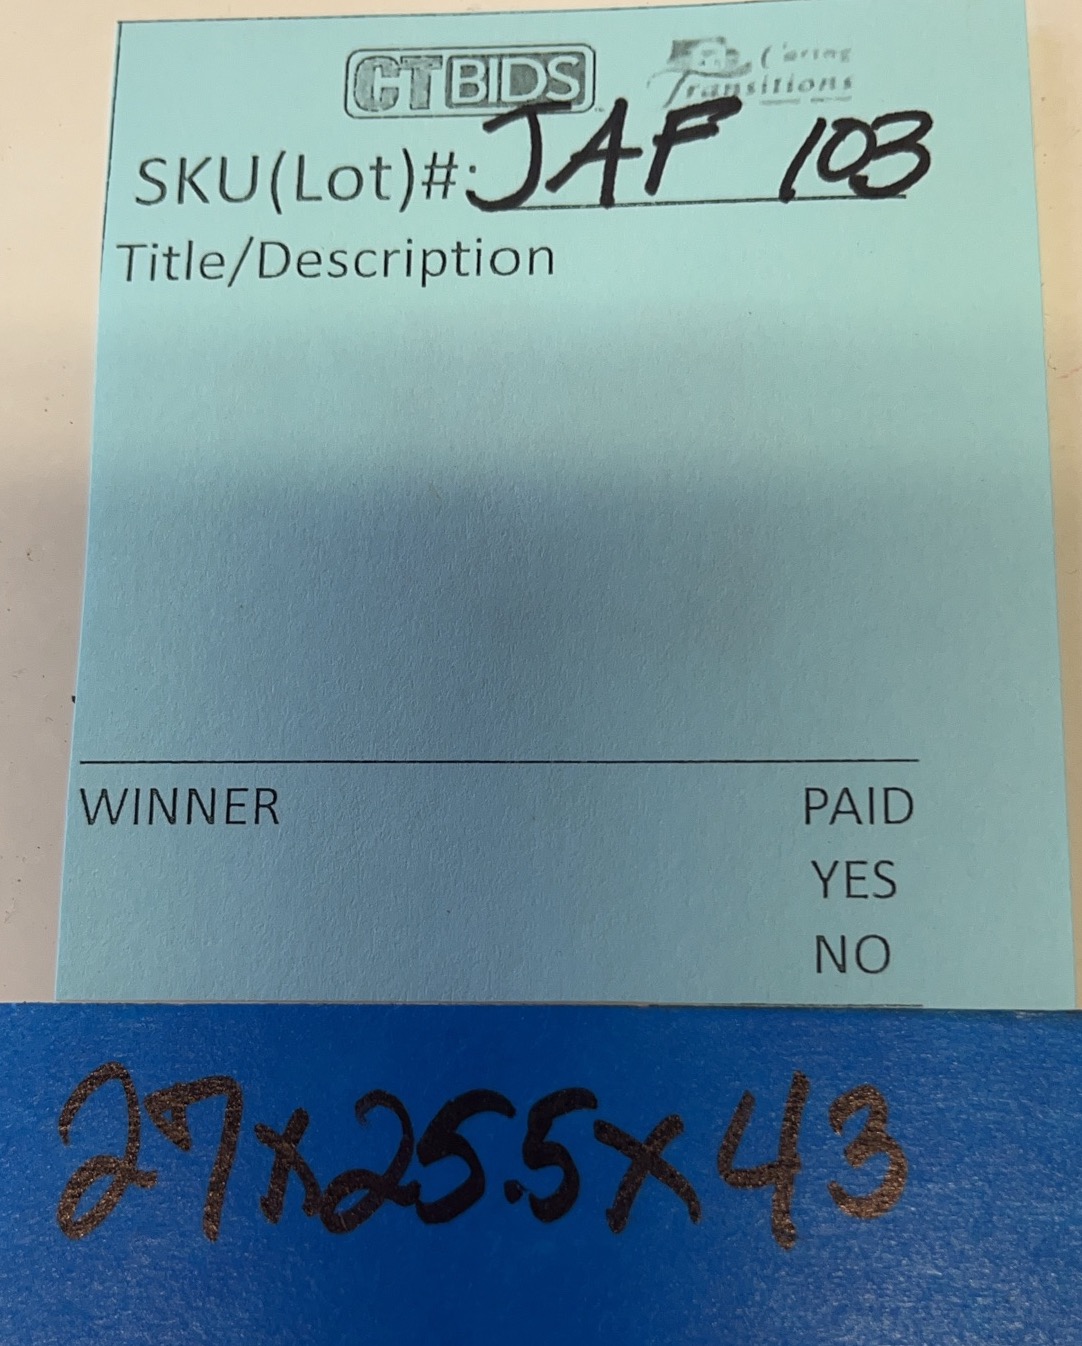 CTBIDS Caring
Transitions
SKU(Lot)#: JAF 103
Title/Description
WINNER PAID
YES
NO
27x25.5x43